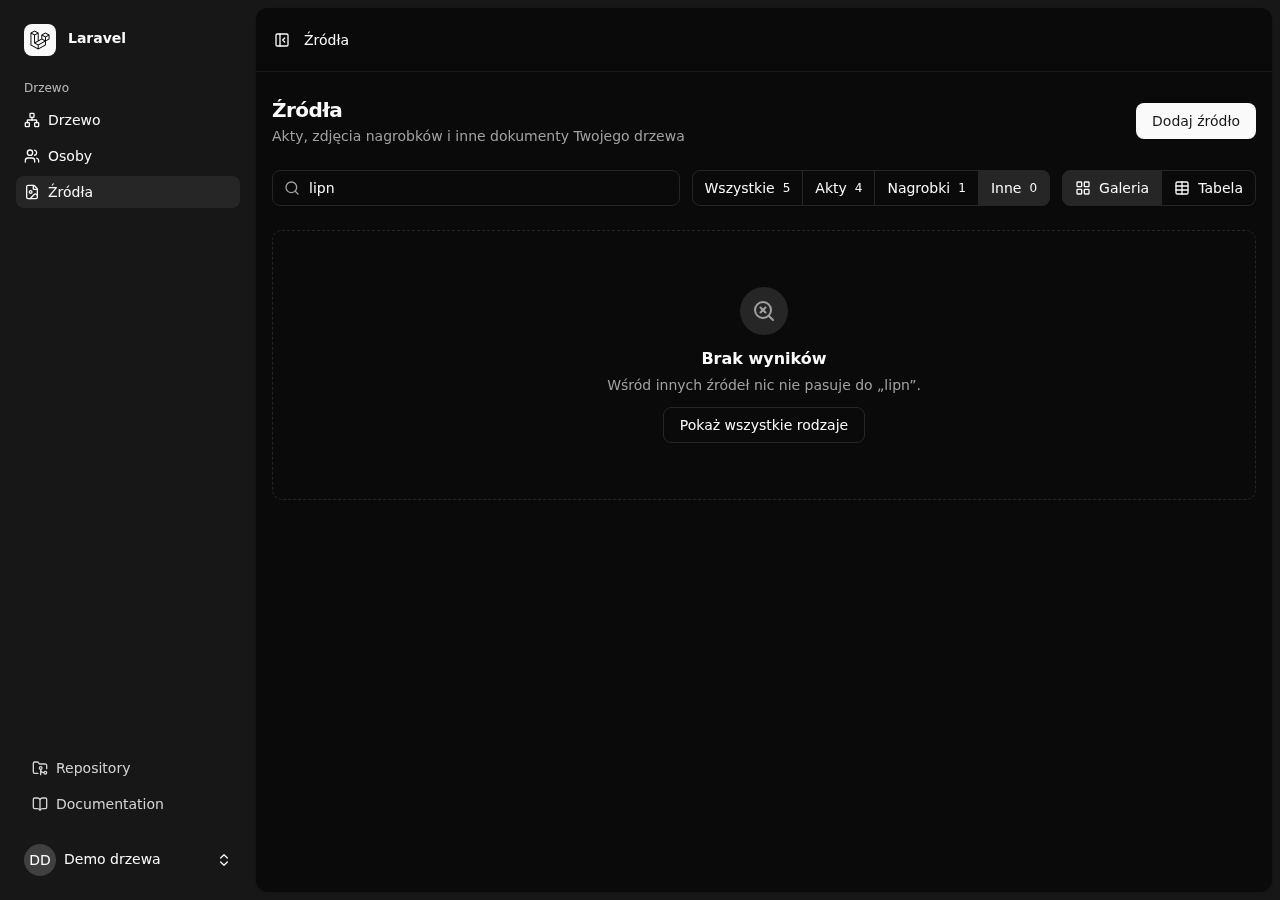 Laravel
Drzewo
Drzewo
Osoby
Źródła
Repository
Documentation
DD Demo drzewa
Źródła
Źródła
Akty, zdjęcia nagrobków i inne dokumenty Twojego drzewa
Dodaj źródło
lipn
Wszystkie 5 Akty 4 Nagrobki 1 Inne 0
Galeria Tabela
Brak wyników
Wśród innych źródeł nic nie pasuje do „lipn”.
Pokaż wszystkie rodzaje